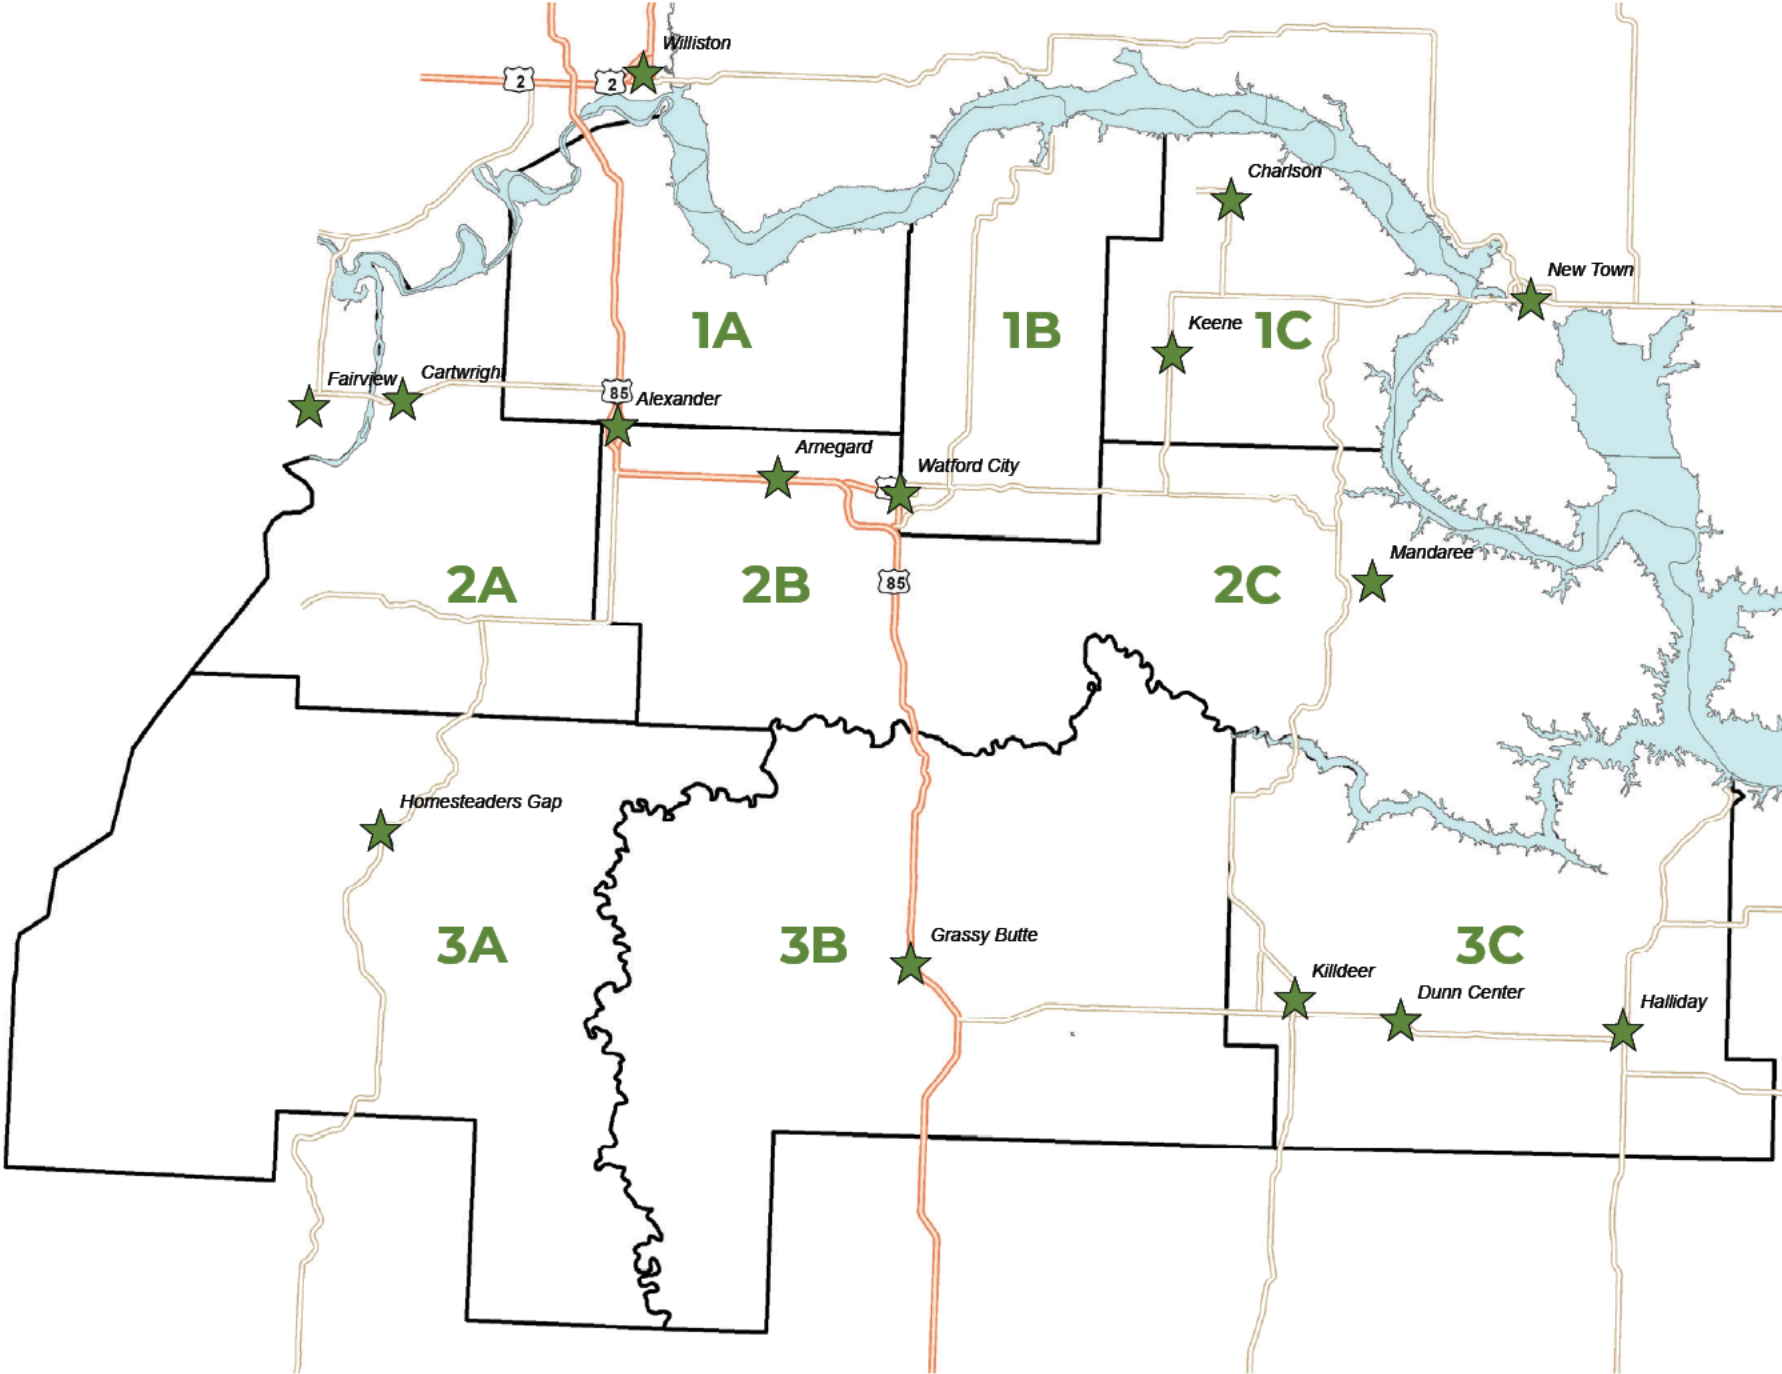 Williston
2
2
Charlson
New Town
1A
1B
Keene
1C
Fairview
Cartwright
85
Alexander
Arnegard
Watford City
Mandaree
2A
2B
85
2C
Homesteaders Gap
3A
3B
Grassy Butte
3C
Killdeer
Dunn Center
Halliday